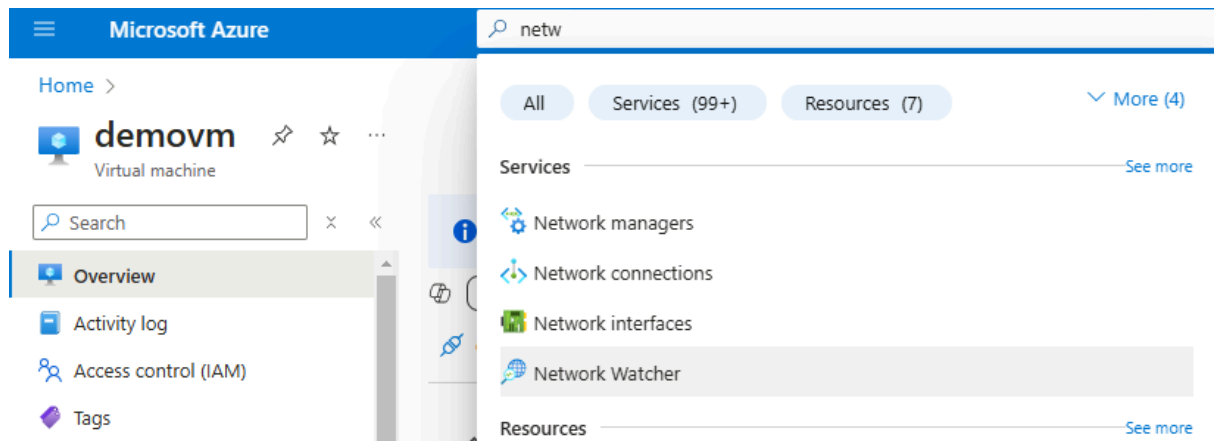 Microsoft Azure
netw
Home >
demovm
Virtual machine
Search
Overview
Activity log
Access control (IAM)
Tags
All
Services (99+)
Resources (7)
More (4)
Services
See more
Network managers
Network connections
Network interfaces
Network Watcher
Resources
See more